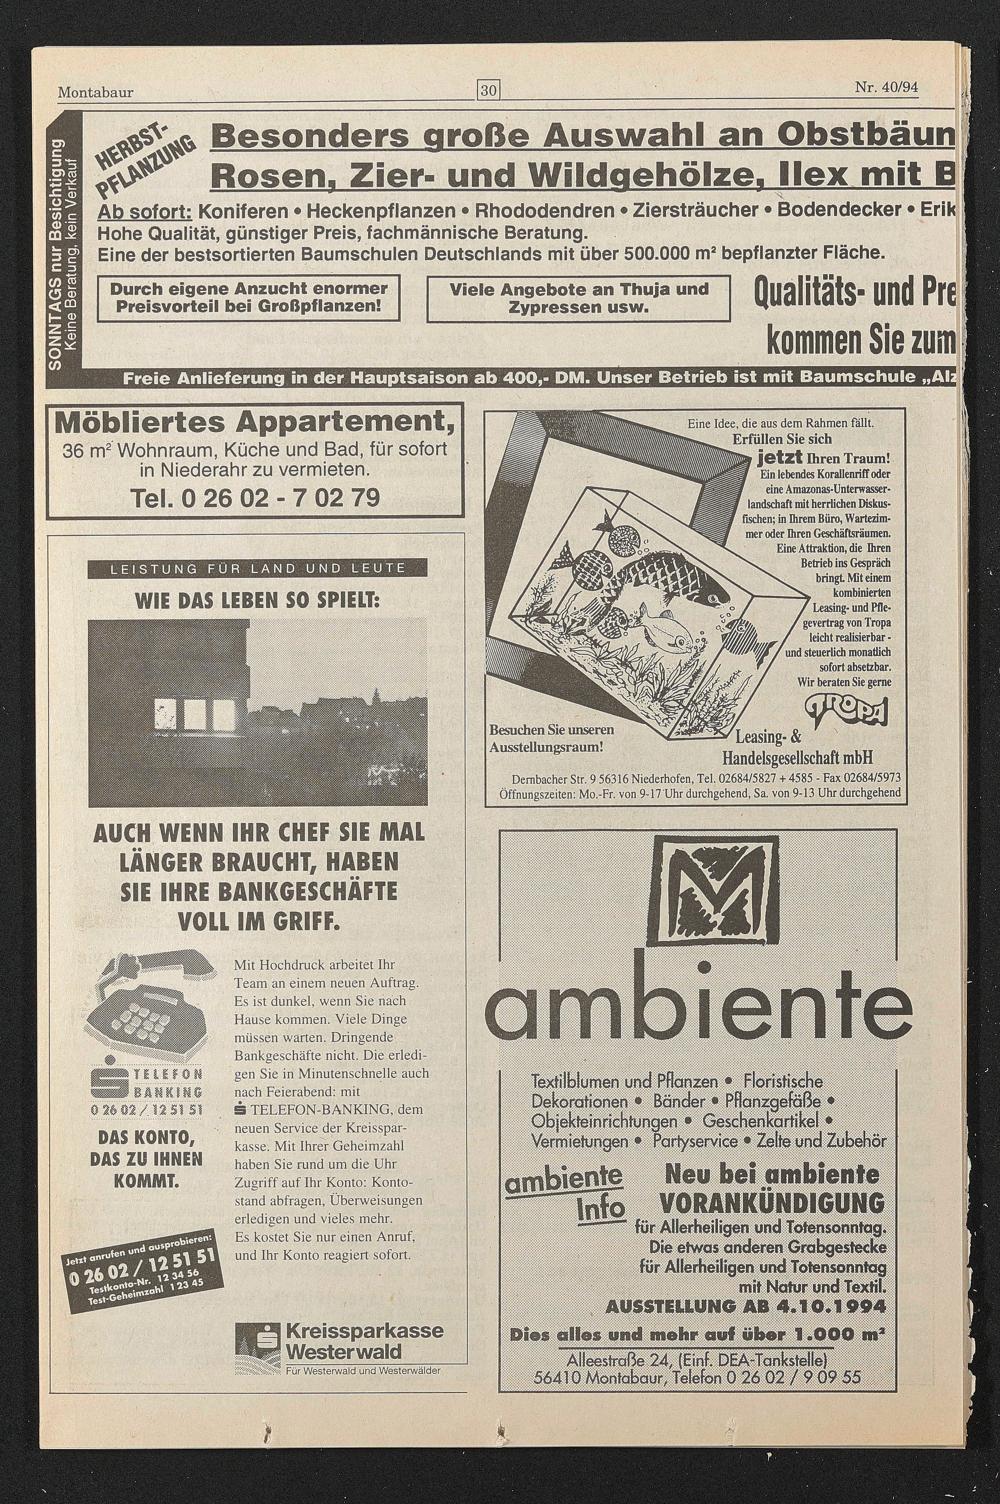 Montabaur
30
Nr. 40/94
SONNTAGS nur Besichtigung
Keine Beratung, kein Verkauf
HERBST-
PFLANZUNG
Besonders große Auswahl an Obstbäun
Rosen, Zier- und Wildgehölze, Ilex mit B
Ab sofort: Koniferen • Heckenpflanzen • Rhododendren • Ziersträucher • Bodendecker • Erik
Hohe Qualität, günstiger Preis, fachmännische Beratung.
Eine der bestsortierten Baumschulen Deutschlands mit über 500.000 m² bepflanzter Fläche.
Durch eigene Anzucht enormer
Preisvorteil bei Großpflanzen!
Viele Angebote an Thuja und
Zypressen usw.
Qualitäts- und Pre
kommen Sie zum
Freie Anlieferung in der Hauptsaison ab 400,- DM. Unser Betrieb ist mit Baumschule „Alz
Möbliertes Appartement,
36 m² Wohnraum, Küche und Bad, für sofort
in Niederahr zu vermieten.
Tel. 0 26 02 - 7 02 79
LEISTUNG FÜR LAND UND LEUTE
WIE DAS LEBEN SO SPIELT:
AUCH WENN IHR CHEF SIE MAL
LÄNGER BRAUCHT, HABEN
SIE IHRE BANKGESCHÄFTE
VOLL IM GRIFF.
TELEFON
BANKING
0 26 02 / 12 51 51
DAS KONTO,
DAS ZU IHNEN
KOMMT.
Mit Hochdruck arbeitet Ihr
Team an einem neuen Auftrag.
Es ist dunkel, wenn Sie nach
Hause kommen. Viele Dinge
müssen warten. Dringende
Bankgeschäfte nicht. Die erledi-
gen Sie in Minutenschnelle auch
nach Feierabend: mit
TELEFON-BANKING, dem
neuen Service der Kreisspar-
kasse. Mit Ihrer Geheimzahl
haben Sie rund um die Uhr
Zugriff auf Ihr Konto: Konto-
stand abfragen, Überweisungen
erledigen und vieles mehr.
Es kostet Sie nur einen Anruf,
und Ihr Konto reagiert sofort.
Jetzt anrufen und ausprobieren:
0 26 02 / 12 51 51
Testkonto-Nr. 12 34 56
Test-Geheimzahl 1 23 45
Kreissparkasse
Westerwald
Für Westerwald und Westerwälder
Eine Idee, die aus dem Rahmen fällt.
Erfüllen Sie sich
jetzt Ihren Traum!
Ein lebendes Korallenriff oder
eine Amazonas-Unterwasser-
landschaft mit herrlichen Diskus-
fischen; in Ihrem Büro, Wartezim-
mer oder Ihren Geschäftsräumen.
Eine Attraktion, die Ihren
Betrieb ins Gespräch
bringt. Mit einem
kombinierten
Leasing- und Pfle-
gevertrag von Tropa
leicht realisierbar -
und steuerlich monatlich
sofort absetzbar.
Wir beraten Sie gerne
TROPA
Besuchen Sie unseren
Ausstellungsraum!
Leasing- &
Handelsgesellschaft mbH
Dernbacher Str. 9 56316 Niederhofen, Tel. 02684/5827 + 4585 - Fax 02684/5973
Öffnungszeiten: Mo.-Fr. von 9-17 Uhr durchgehend, Sa. von 9-13 Uhr durchgehend
M
ambiente
Textilblumen und Pflanzen • Floristische
Dekorationen • Bänder • Pflanzgefäße •
Objekteinrichtungen • Geschenkartikel •
Vermietungen • Partyservice • Zelte und Zubehör
ambiente
Info
Neu bei ambiente
VORANKÜNDIGUNG
für Allerheiligen und Totensonntag.
Die etwas anderen Grabgestecke
für Allerheiligen und Totensonntag
mit Natur und Textil.
AUSSTELLUNG AB 4.10.1994
Dies alles und mehr auf über 1.000 m²
Alleestraße 24, (Einf. DEA-Tankstelle)
56410 Montabaur, Telefon 0 26 02 / 9 09 55